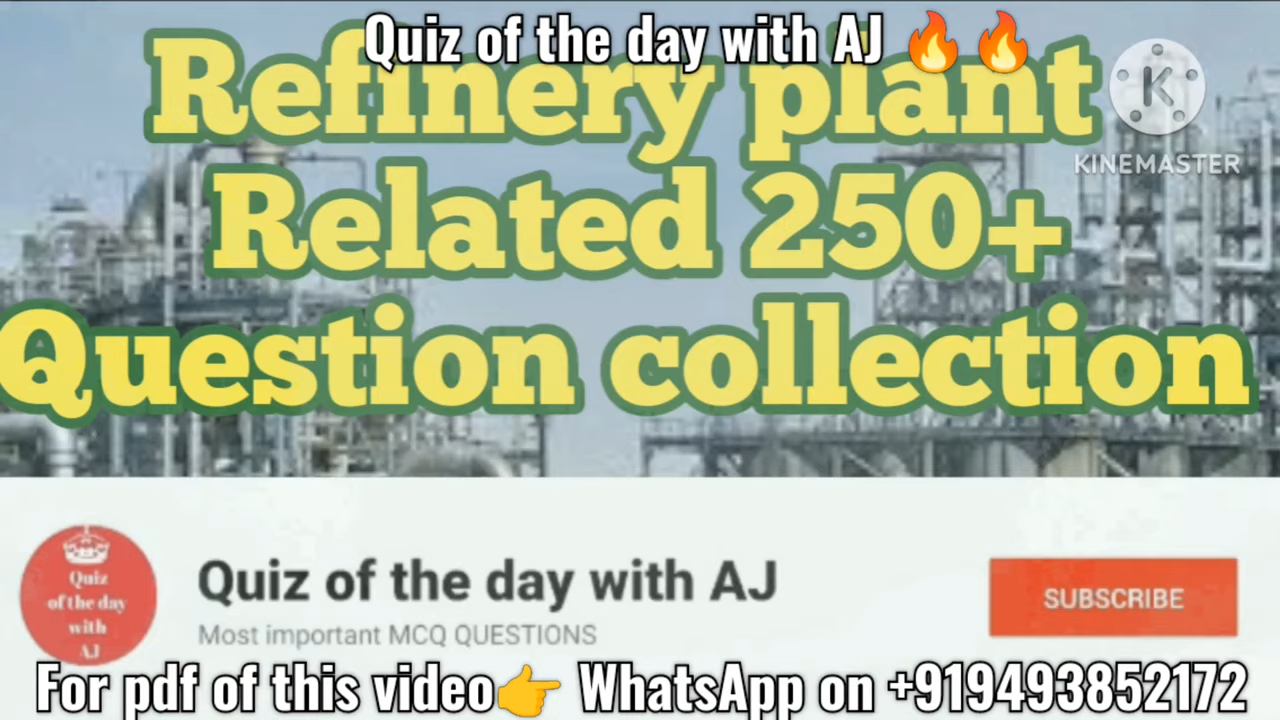 Quiz of the day with AJ 🔥🔥
Refinery plant
Related 250+
Question collection
K
KINEMASTER
Quiz
of the day
with
AJ
Quiz of the day with AJ
Most important MCQ QUESTIONS
SUBSCRIBE
For pdf of this video👉 WhatsApp on +919493852172